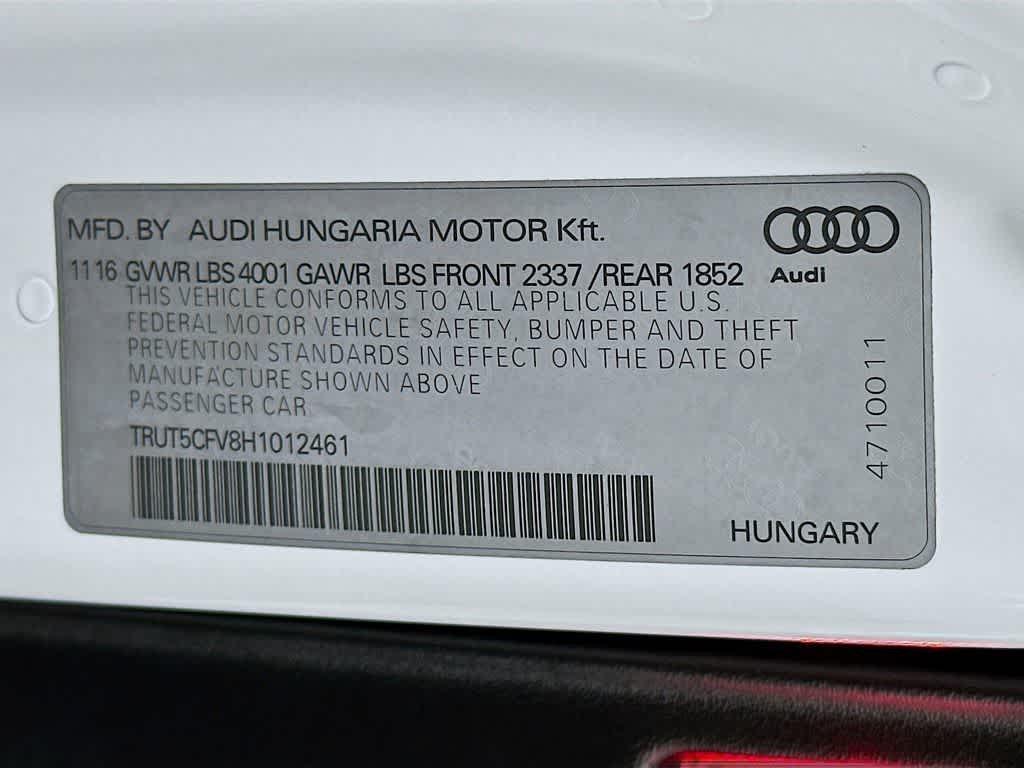 MFD. BY AUDI HUNGARIA MOTOR Kft.
11 16 GVWR LBS 4001 GAWR LBS FRONT 2337 /REAR 1852
Audi
THIS VEHICLE CONFORMS TO ALL APPLICABLE U.S.
FEDERAL MOTOR VEHICLE SAFETY, BUMPER AND THEFT
PREVENTION STANDARDS IN EFFECT ON THE DATE OF
MANUFACTURE SHOWN ABOVE
PASSENGER CAR
TRUT5CFV8H1012461
4710011
HUNGARY